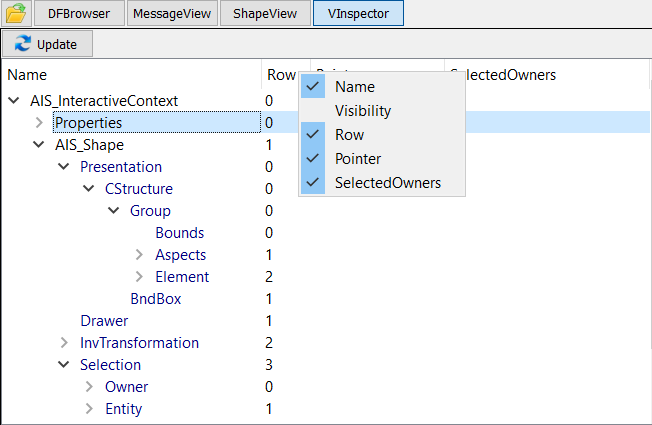 DFBrowser MessageView ShapeView VInspector
Update
Name Row SelectedOwners
AIS_InteractiveContext 0
Properties 0
AIS_Shape 1
Presentation 0
CStructure 0
Group 0
Bounds 0
Aspects 1
Element 2
BndBox 1
Drawer 1
InvTransformation 2
Selection 3
Owner 0
Entity 1
Name
Visibility
Row
Pointer
SelectedOwners